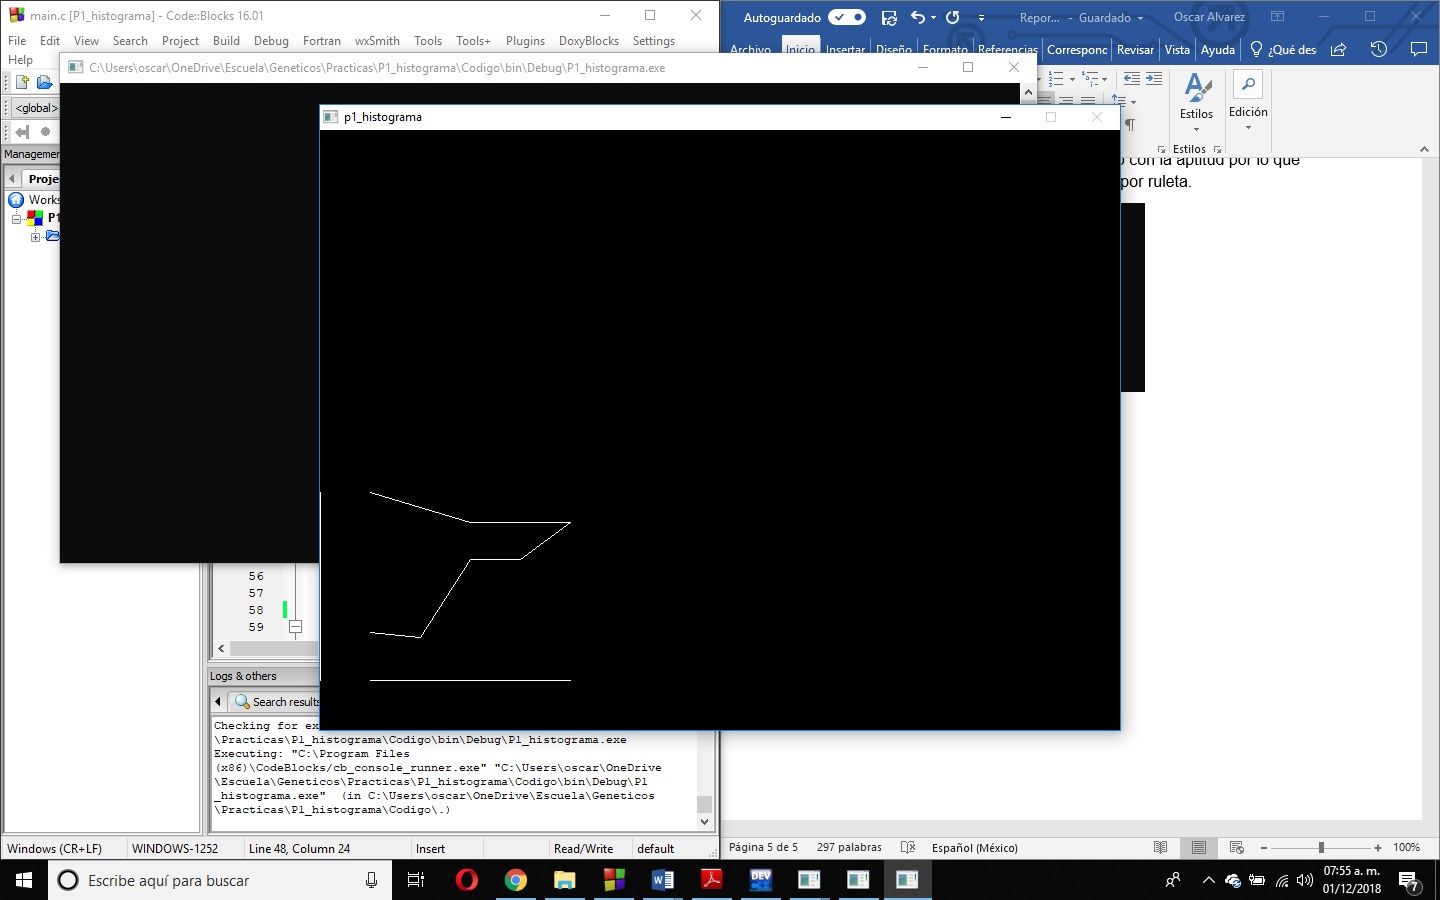 main.c [P1_histograma] - Code::Blocks 16.01
File Edit View Search Project Build Debug Fortran wxSmith Tools Tools+ Plugins DoxyBlocks Settings
Help
<global>
Management
Projec
Works
P1
C:\Users\oscar\OneDrive\Escuela\Geneticos\Practicas\P1_histograma\Codigo\bin\Debug\P1_histograma.exe
p1_histograma
56
57
58
59
Logs & others
Search results
Checking for ex
\Practicas\P1_histograma\Codigo\bin\Debug\P1_histograma.exe
Executing: "C:\Program Files
(x86)\CodeBlocks/cb_console_runner.exe" "C:\Users\oscar\OneDrive
\Escuela\Geneticos\Practicas\P1_histograma\Codigo\bin\Debug\P1
_histograma.exe"  (in C:\Users\oscar\OneDrive\Escuela\Geneticos
\Practicas\P1_histograma\Codigo\.)
Windows (CR+LF) WINDOWS-1252 Line 48, Column 24 Insert Read/Write default
Autoguardado Repor... - Guardado Oscar Alvarez
Archivo Inicio Insertar Diseño Formato Referencias Corresponc Revisar Vista Ayuda ¿Qué des
Estilos Edición
Estilos
o con la aptitud por lo que
por ruleta.
Página 5 de 5 297 palabras Español (México) 100%
Escribe aquí para buscar
DEV
07:55 a. m.
01/12/2018
7